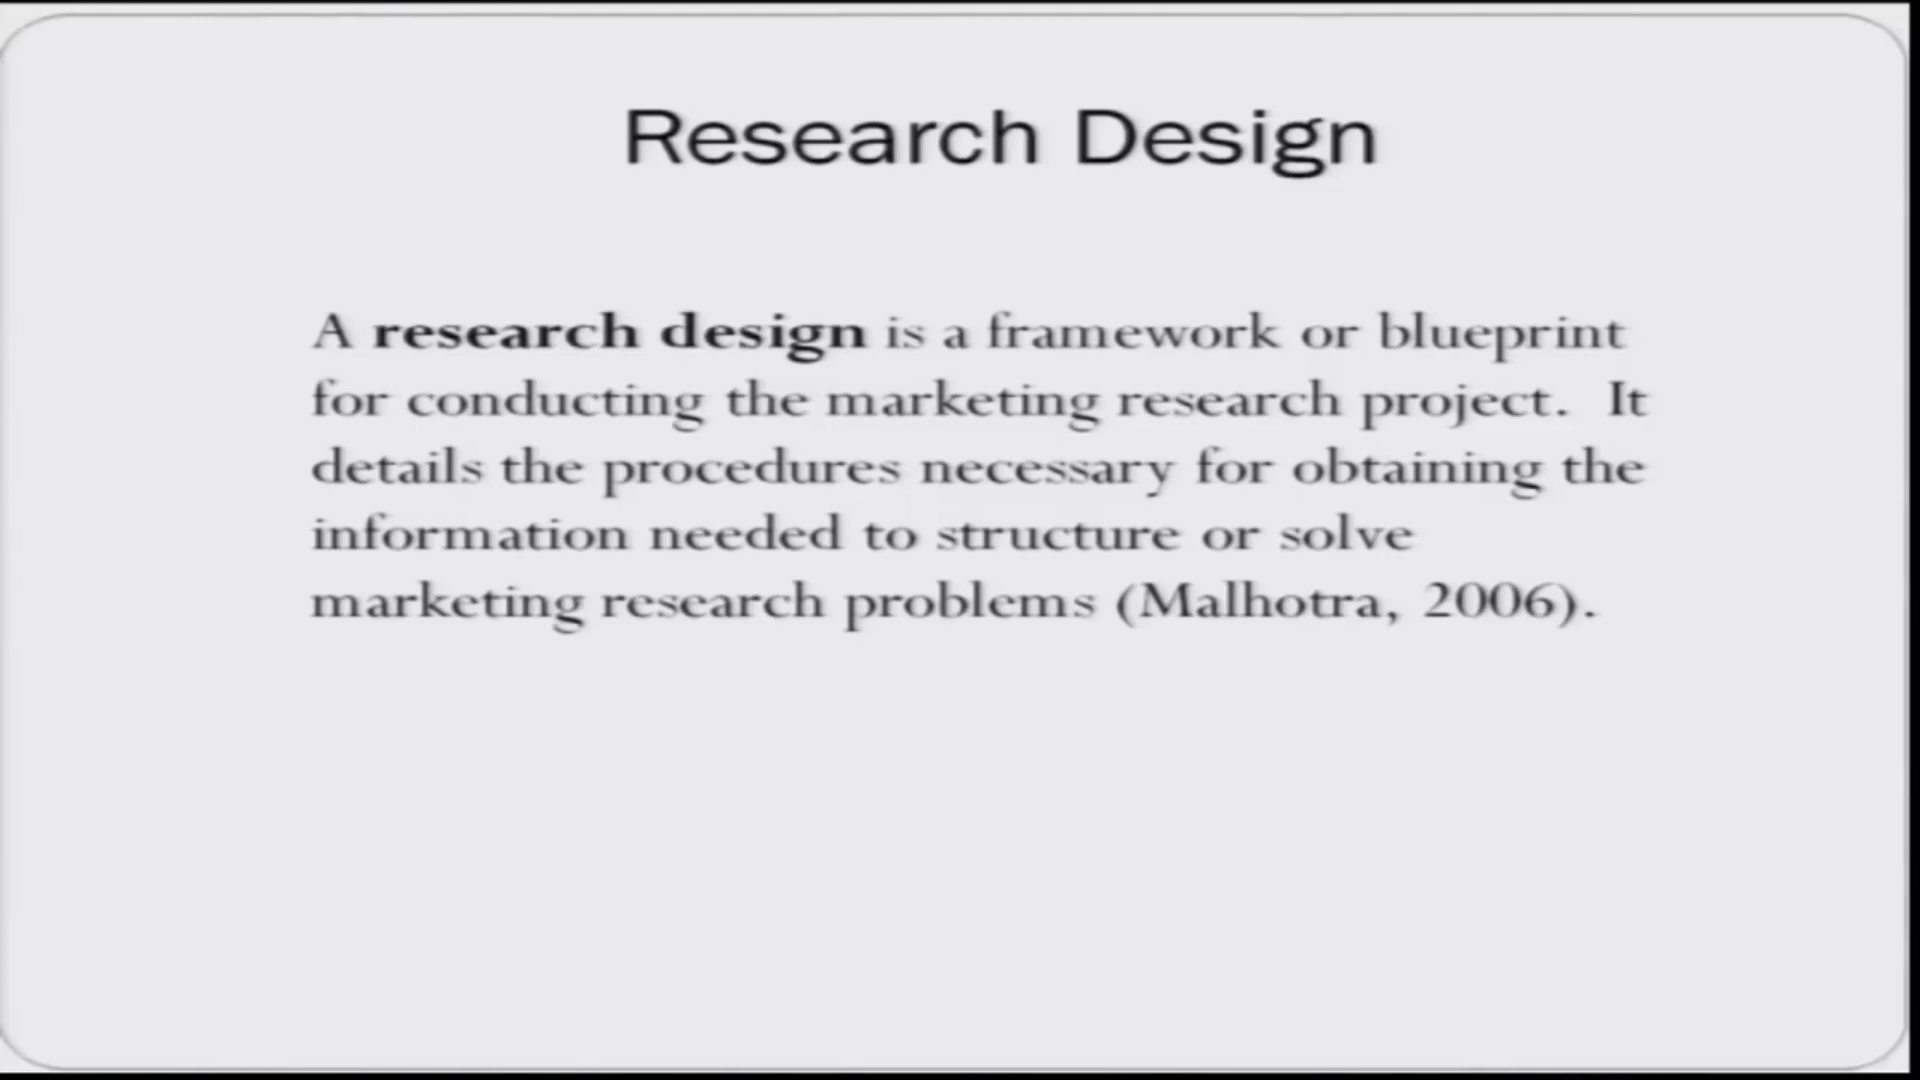 Research Design
A research design is a framework or blueprint
for conducting the marketing research project. It
details the procedures necessary for obtaining the
information needed to structure or solve
marketing research problems (Malhotra, 2006).